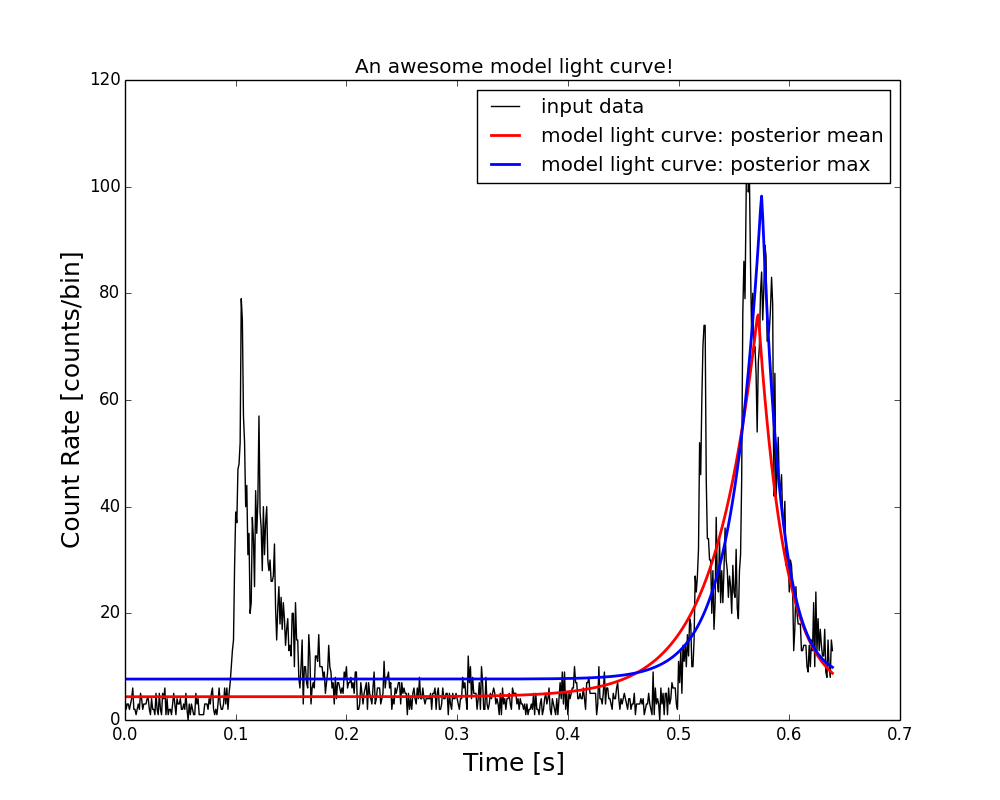 An awesome model light curve!
input data
model light curve: posterior mean
model light curve: posterior max
Count Rate [counts/bin]
120
100
80
60
40
20
0
0.0 0.1 0.2 0.3 0.4 0.5 0.6 0.7
Time [s]